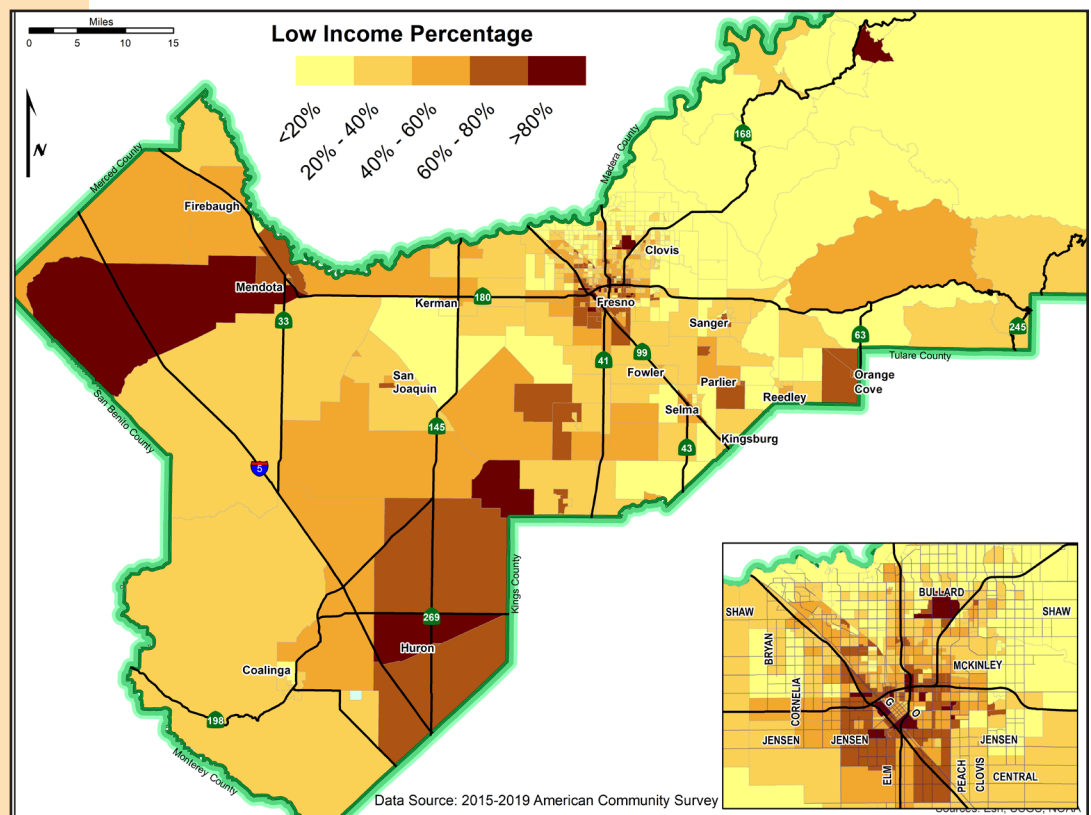 Miles
0 5 10 15
Low Income Percentage
<20%
20% - 40%
40% - 60%
60% - 80%
>80%
N
Merced County
Madera County
168
Firebaugh
Clovis
Mendota
Kerman
180
Fresno
33
Sanger
63
245
41
99
Tulare County
Fowler
San
Joaquin
Parlier
Orange
Cove
Reedley
Selma
San Benito County
145
Kingsburg
43
5
Kings County
269
Huron
Coalinga
198
Monterey County
BULLARD
SHAW
SHAW
BRYAN
MCKINLEY
CORNELIA
G
O
JENSEN
JENSEN
JENSEN
ELM
PEACH
CLOVIS
CENTRAL
Data Source: 2015-2019 American Community Survey
Sources: Esri, USGS, NOAA